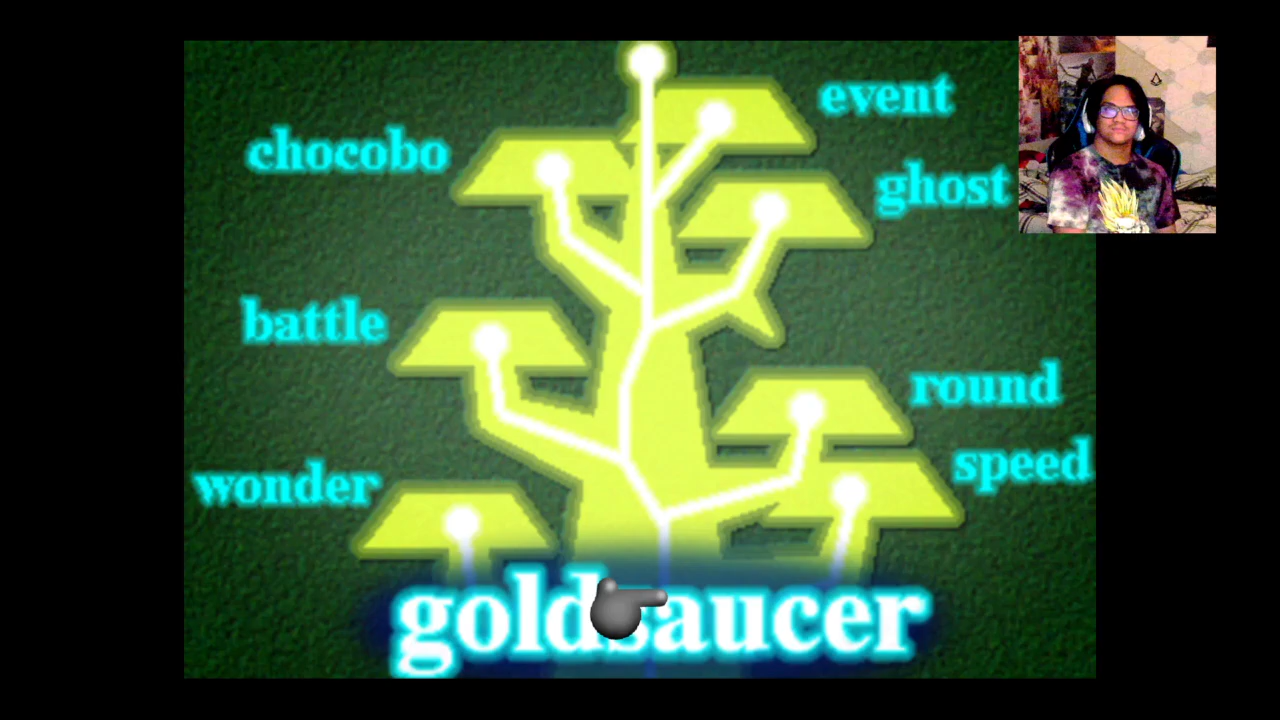 event
chocobo
ghost
battle
round
speed
wonder
goldsaucer